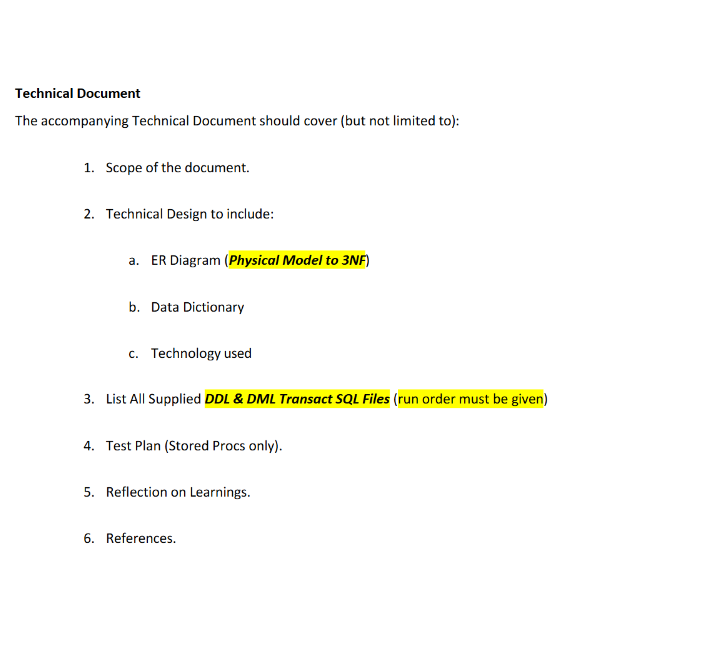 Technical Document
The accompanying Technical Document should cover (but not limited to):
1. Scope of the document.
2. Technical Design to include:
a. ER Diagram (Physical Model to 3NF)
b. Data Dictionary
c. Technology used
3. List All Supplied DDL & DML Transact SQL Files (run order must be given)
4. Test Plan (Stored Procs only).
5. Reflection on Learnings.
6. References.